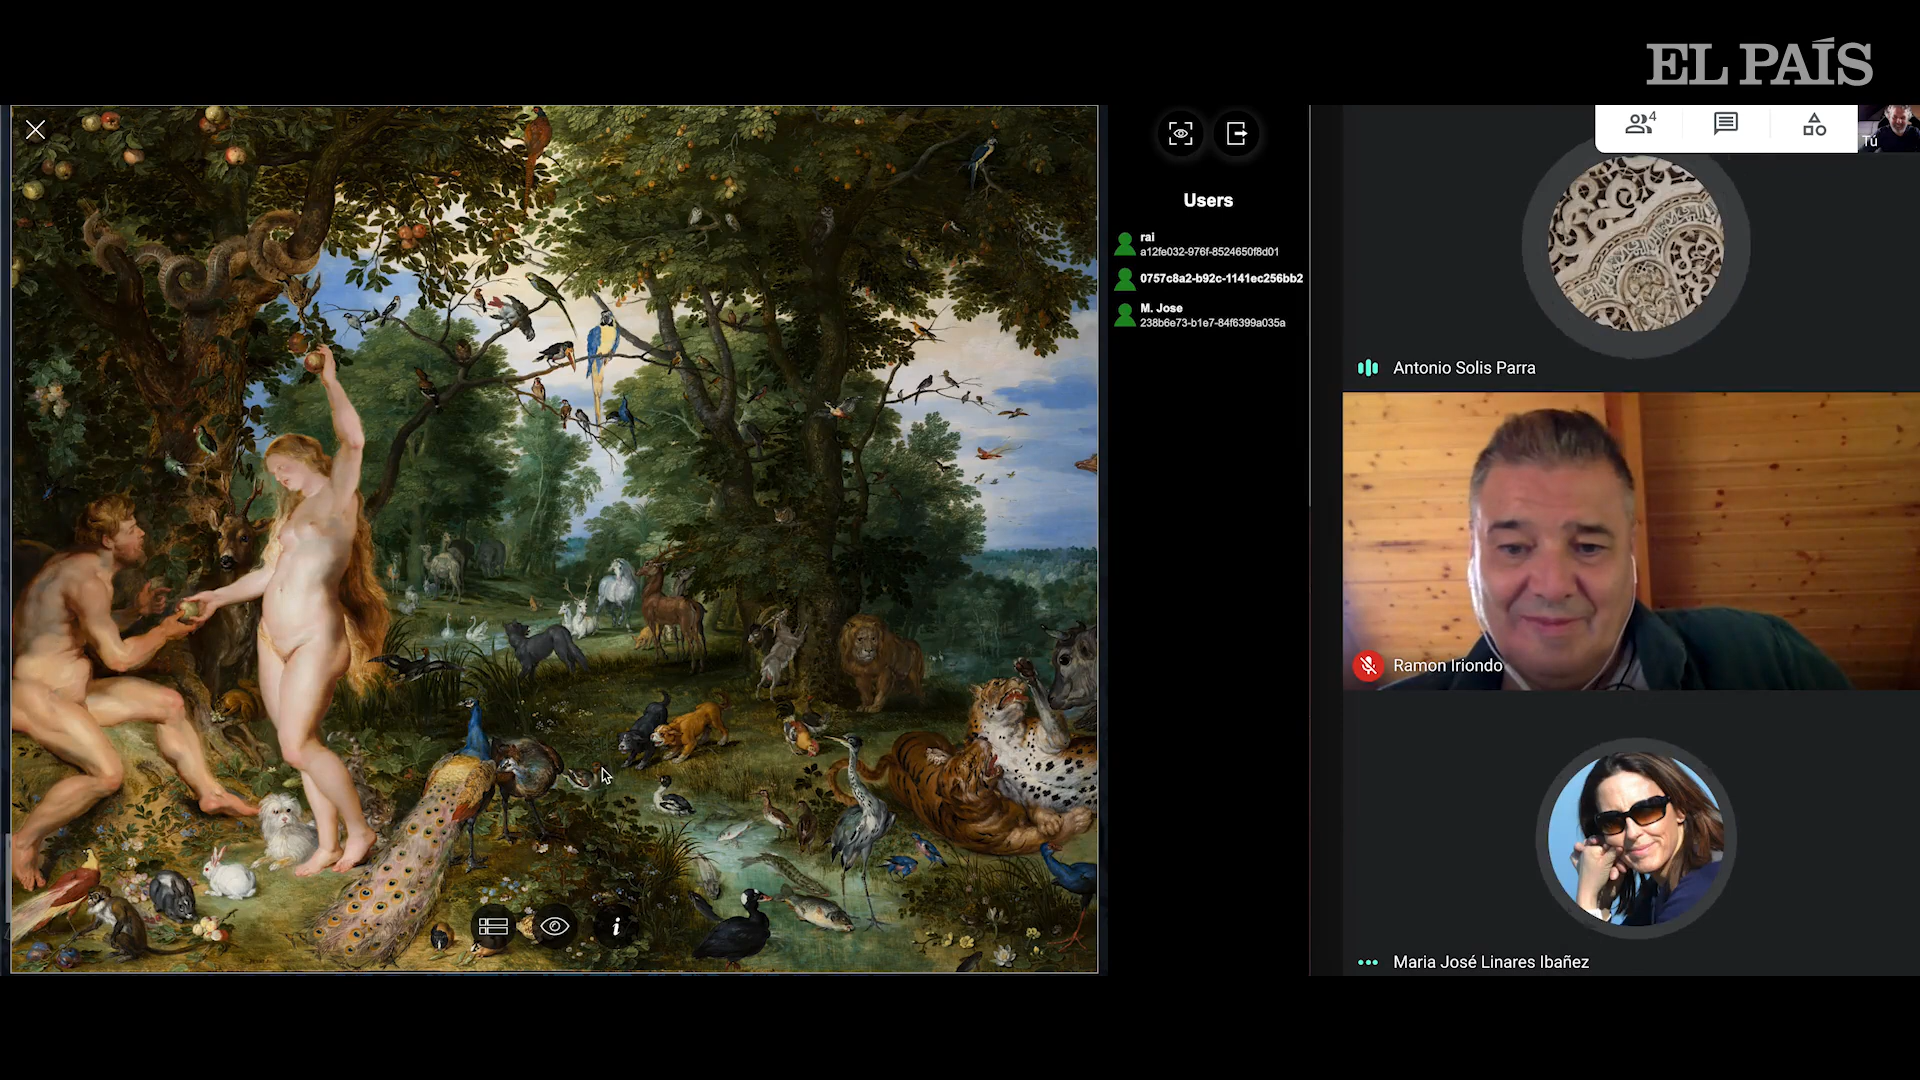 EL PAÍS
4
Tú
Users
rai
a12fe032-976f-8524650f8d01
0757c8a2-b92c-1141ec256bb2
M. Jose
238b6e73-b1e7-84f6399a035a
Antonio Solis Parra
Ramon Iriondo
Maria José Linares Ibañez
i